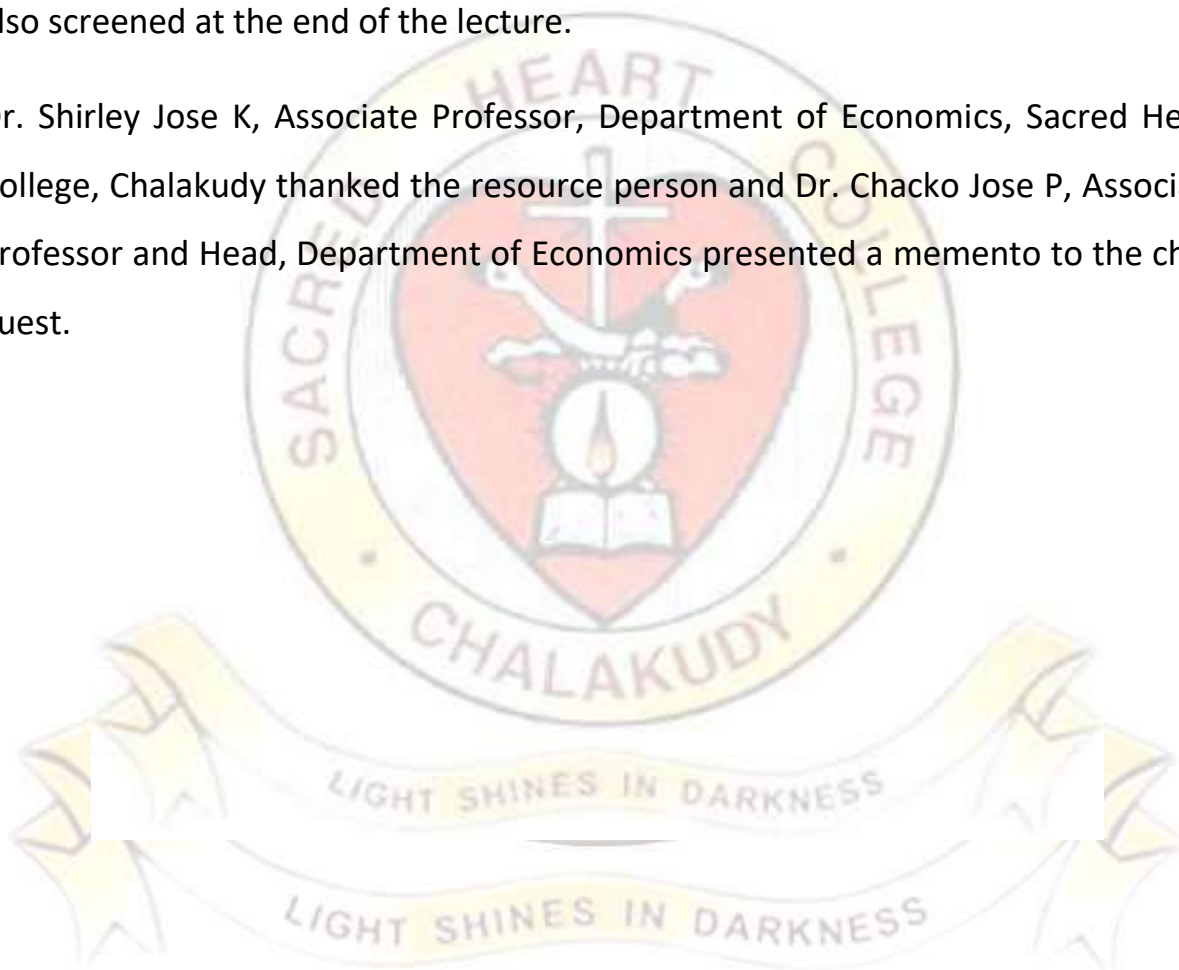 lso screened at the end of the lecture.
r. Shirley Jose K, Associate Professor, Department of Economics, Sacred He
ollege, Chalakudy thanked the resource person and Dr. Chacko Jose P, Associa
rofessor and Head, Department of Economics presented a memento to the ch
uest.
SACRED HEART COLLEGE
CHALAKUDY
LIGHT SHINES IN DARKNESS
LIGHT SHINES IN DARKNESS